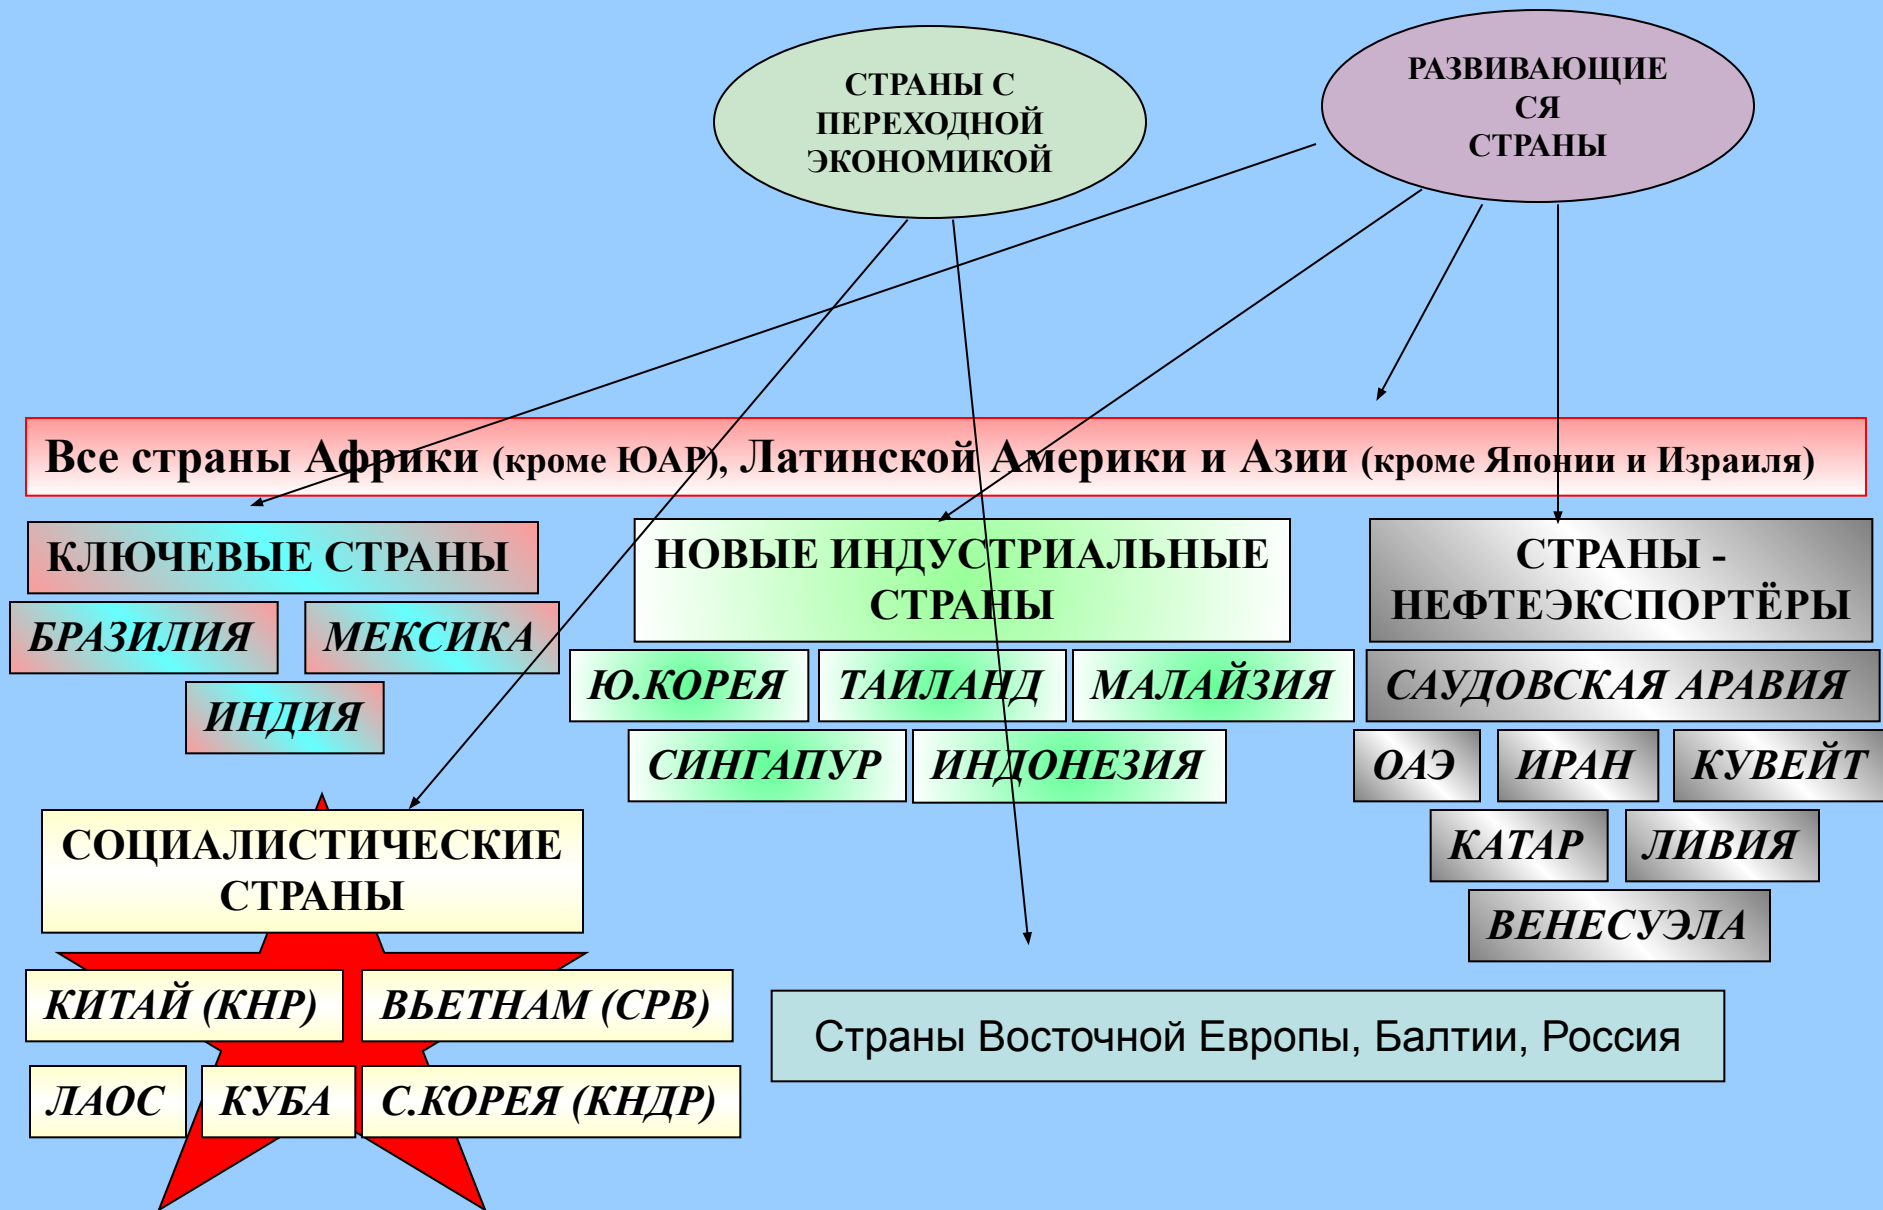 СТРАНЫ С
ПЕРЕХОДНОЙ
ЭКОНОМИКОЙ
РАЗВИВАЮЩИЕ
СЯ
СТРАНЫ
Все страны Африки (кроме ЮАР), Латинской Америки и Азии (кроме Японии и Израиля)
КЛЮЧЕВЫЕ СТРАНЫ
БРАЗИЛИЯ
МЕКСИКА
ИНДИЯ
НОВЫЕ ИНДУСТРИАЛЬНЫЕ
СТРАНЫ
Ю.КОРЕЯ
ТАИЛАНД
МАЛАЙЗИЯ
СИНГАПУР
ИНДОНЕЗИЯ
СТРАНЫ -
НЕФТЕЭКСПОРТЁРЫ
САУДОВСКАЯ АРАВИЯ
ОАЭ
ИРАН
КУВЕЙТ
КАТАР
ЛИВИЯ
ВЕНЕСУЭЛА
СОЦИАЛИСТИЧЕСКИЕ
СТРАНЫ
КИТАЙ (КНР)
ВЬЕТНАМ (СРВ)
ЛАОС
КУБА
С.КОРЕЯ (КНДР)
Страны Восточной Европы, Балтии, Россия